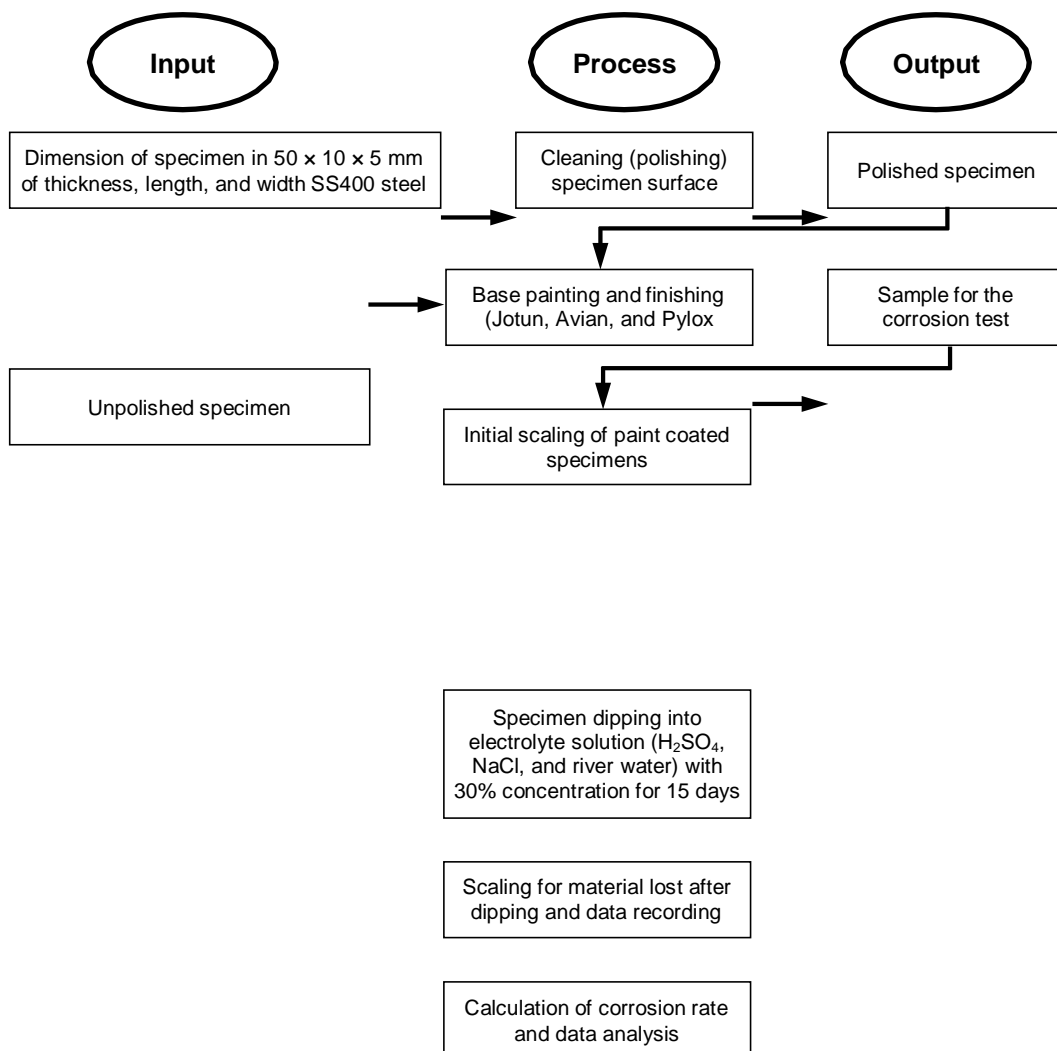 Input
Process
Output
Dimension of specimen in 50 × 10 × 5 mm
of thickness, length, and width SS400 steel
Cleaning (polishing)
specimen surface
Polished specimen
Base painting and finishing
(Jotun, Avian, and Pylox
Sample for the
corrosion test
Unpolished specimen
Initial scaling of paint coated
specimens
Specimen dipping into
electrolyte solution (H₂SO₄,
NaCl, and river water) with
30% concentration for 15 days
Scaling for material lost after
dipping and data recording
Calculation of corrosion rate
and data analysis